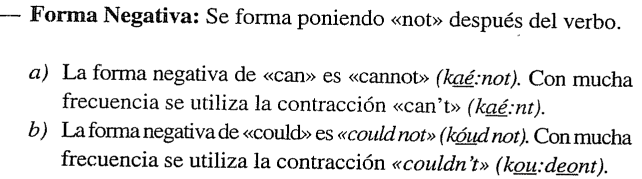 — Forma Negativa: Se forma poniendo «not» después del verbo.
a) La forma negativa de «can» es «cannot» (kaé:not). Con mucha
frecuencia se utiliza la contracción «can't» (kaé:nt).
b) La forma negativa de «could» es «could not» (kóud not). Con mucha
frecuencia se utiliza la contracción «couldn't» (kou:deont).